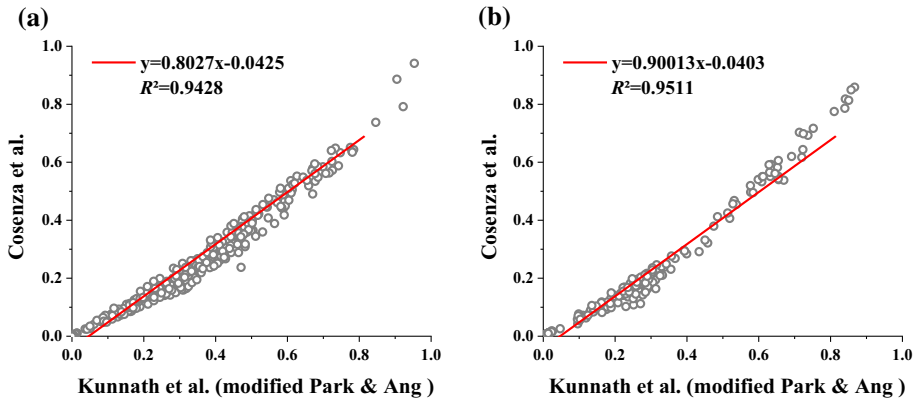 (a)
y=0.8027x-0.0425
R²=0.9428
Cosenza et al.
1.0
0.8
0.6
0.4
0.2
0.0
0.0 0.2 0.4 0.6 0.8 1.0
Kunnath et al. (modified Park & Ang )
(b)
y=0.90013x-0.0403
R²=0.9511
Cosenza et al.
1.0
0.8
0.6
0.4
0.2
0.0
0.0 0.2 0.4 0.6 0.8 1.0
Kunnath et al. (modified Park & Ang )